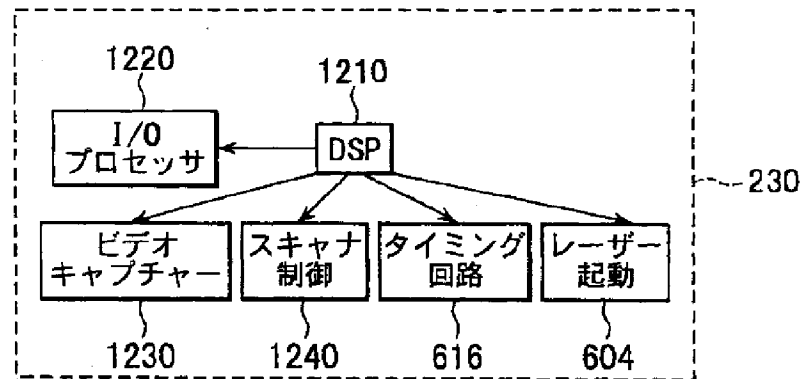 1220
1210
I/O
プロセッサ
DSP
230
ビデオ
キャプチャー
スキャナ
制御
タイミング
回路
レーザー
起動
1230
1240
616
604